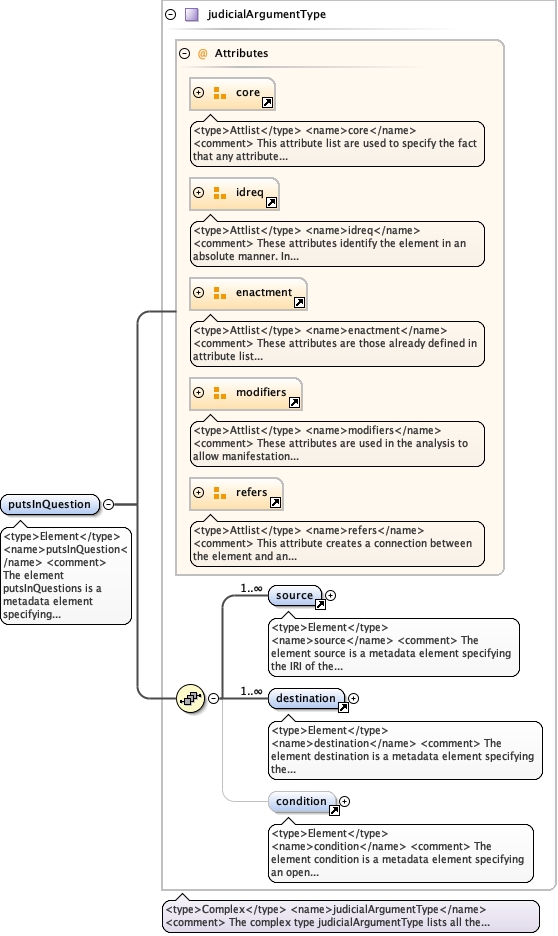 judicialArgumentType
@ Attributes
core
<type>Attlist</type> <name>core</name>
<comment> This attribute list are used to specify the fact
that any attribute...
idreq
<type>Attlist</type> <name>idreq</name>
<comment> These attributes identify the element in an
absolute manner. In...
enactment
<type>Attlist</type> <name>enactment</name>
<comment> These attributes are those already defined in
attribute list...
modifiers
<type>Attlist</type> <name>modifiers</name>
<comment> These attributes are used in the analysis to
allow manifestation...
refers
<type>Attlist</type> <name>refers</name>
<comment> This attribute creates a connection between
the element and an...
putsInQuestion
<type>Element</type>
<name>putsInQuestion<
/name> <comment>
The element
putsInQuestions is a
metadata element
specifying...
1..∞
source
<type>Element</type>
<name>source</name> <comment> The
element source is a metadata element specifying
the IRI of the...
1..∞
destination
<type>Element</type>
<name>destination</name> <comment> The
element destination is a metadata element specifying
the...
condition
<type>Element</type>
<name>condition</name> <comment> The
element condition is a metadata element specifying
an open...
<type>Complex</type> <name>judicialArgumentType</name>
<comment> The complex type judicialArgumentType lists all the...